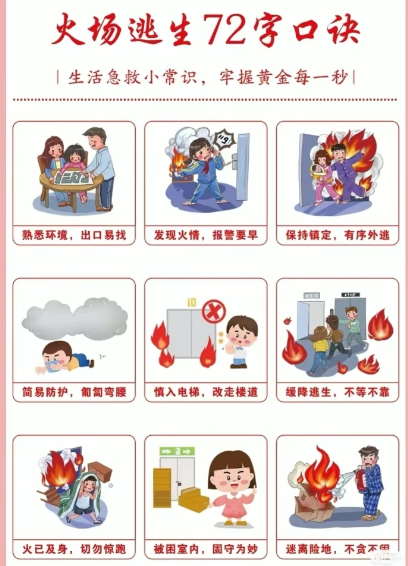 火场逃生72字口诀
生活急救小常识，牢握黄金每一秒
119
熟悉环境，出口易找
发现火情，报警要早
保持镇定，有序外逃
简易防护，匍匐弯腰
慎入电梯，改走楼道
缓降逃生，不等不靠
火已及身，切勿惊跑
被困室内，固守为妙
迷离险地，不贪不闹